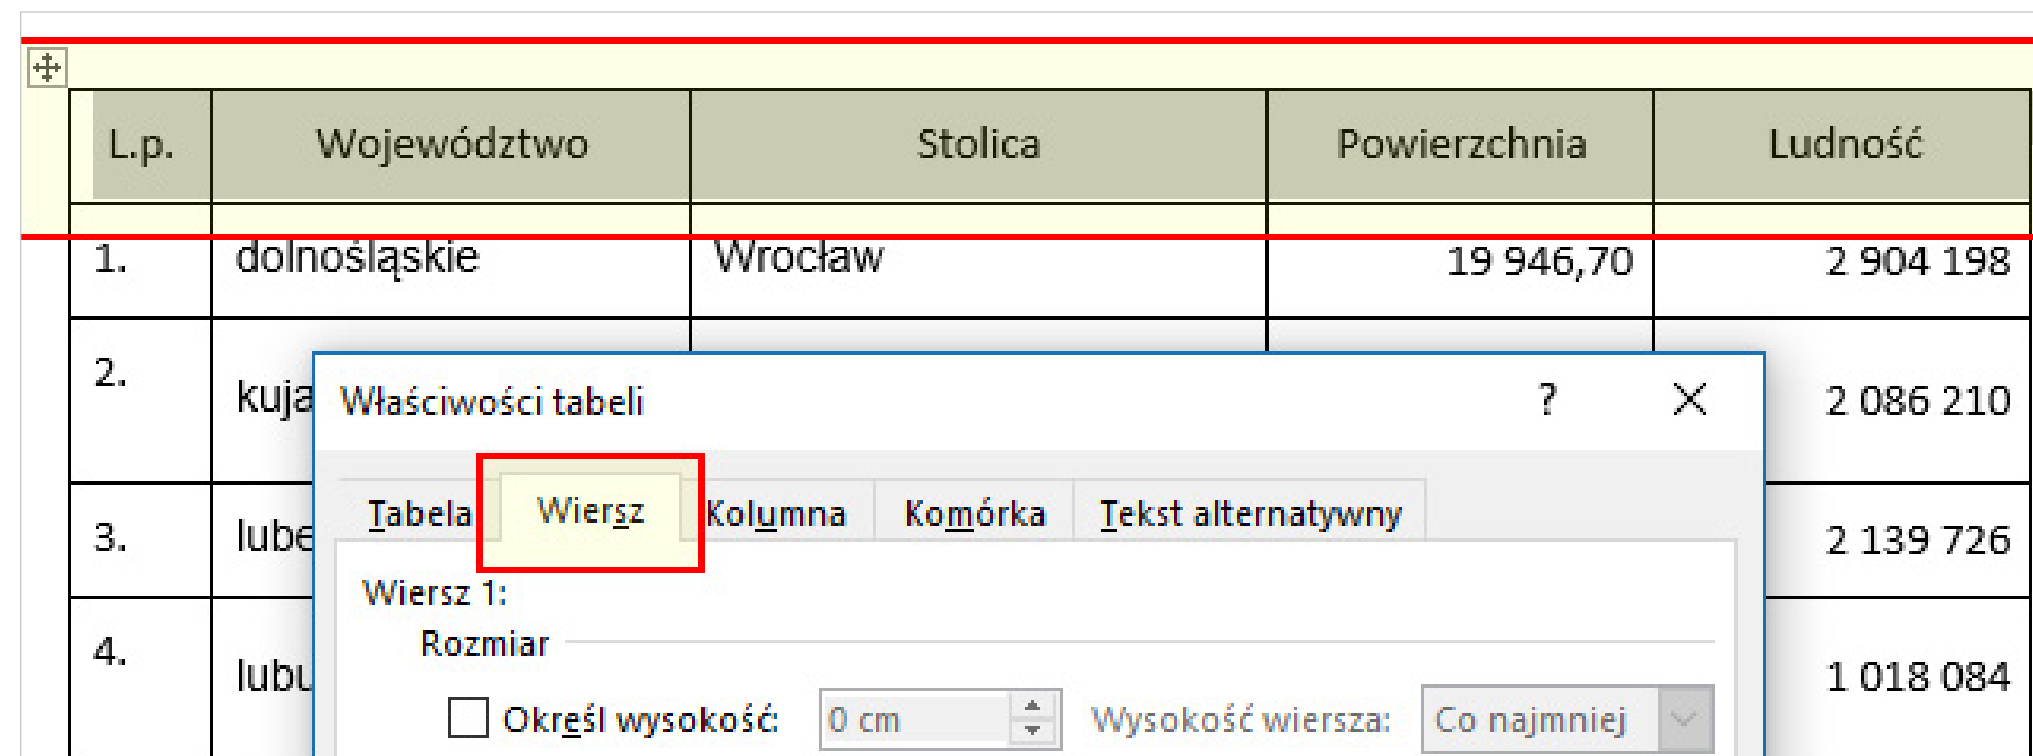 L.p. Województwo Stolica Powierzchnia Ludność
1. dolnośląskie Wrocław 19 946,70 2 904 198
2. kuja 2 086 210
Właściwości tabeli ? X
Tabela Wiersz Kolumna Komórka Tekst alternatywny
3. lube 2 139 726
Wiersz 1:
Rozmiar
4. lubu 1 018 084
Określ wysokość: 0 cm Wysokość wiersza: Co najmniej